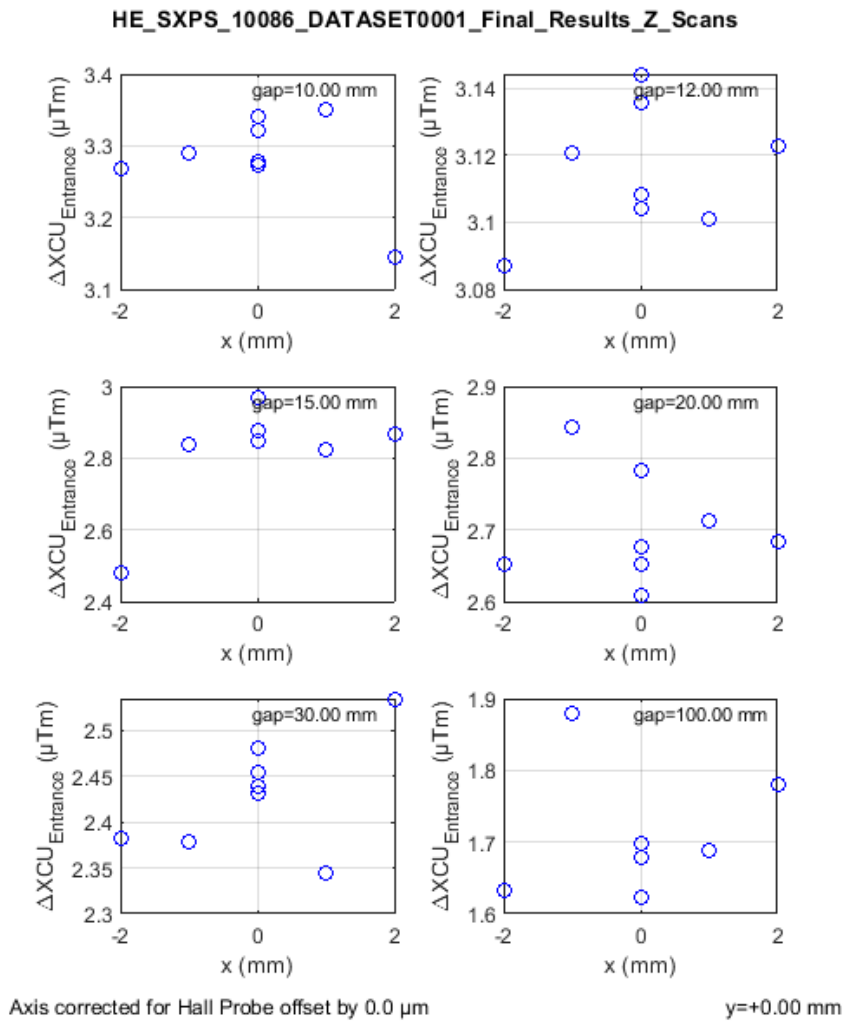 HE_SXPS_10086_DATASET0001_Final_Results_Z_Scans
gap=10.00 mm
3.4
3.3
3.2
3.1
-2 0 2
x (mm)
ΔXCU_Entrance (µTm)
gap=12.00 mm
3.14
3.12
3.1
3.08
-2 0 2
x (mm)
ΔXCU_Entrance (µTm)
gap=15.00 mm
3
2.8
2.6
2.4
-2 0 2
x (mm)
ΔXCU_Entrance (µTm)
gap=20.00 mm
2.9
2.8
2.7
2.6
-2 0 2
x (mm)
ΔXCU_Entrance (µTm)
gap=30.00 mm
2.5
2.45
2.4
2.35
2.3
-2 0 2
x (mm)
ΔXCU_Entrance (µTm)
gap=100.00 mm
1.9
1.8
1.7
1.6
-2 0 2
x (mm)
ΔXCU_Entrance (µTm)
Axis corrected for Hall Probe offset by 0.0 µm
y=+0.00 mm